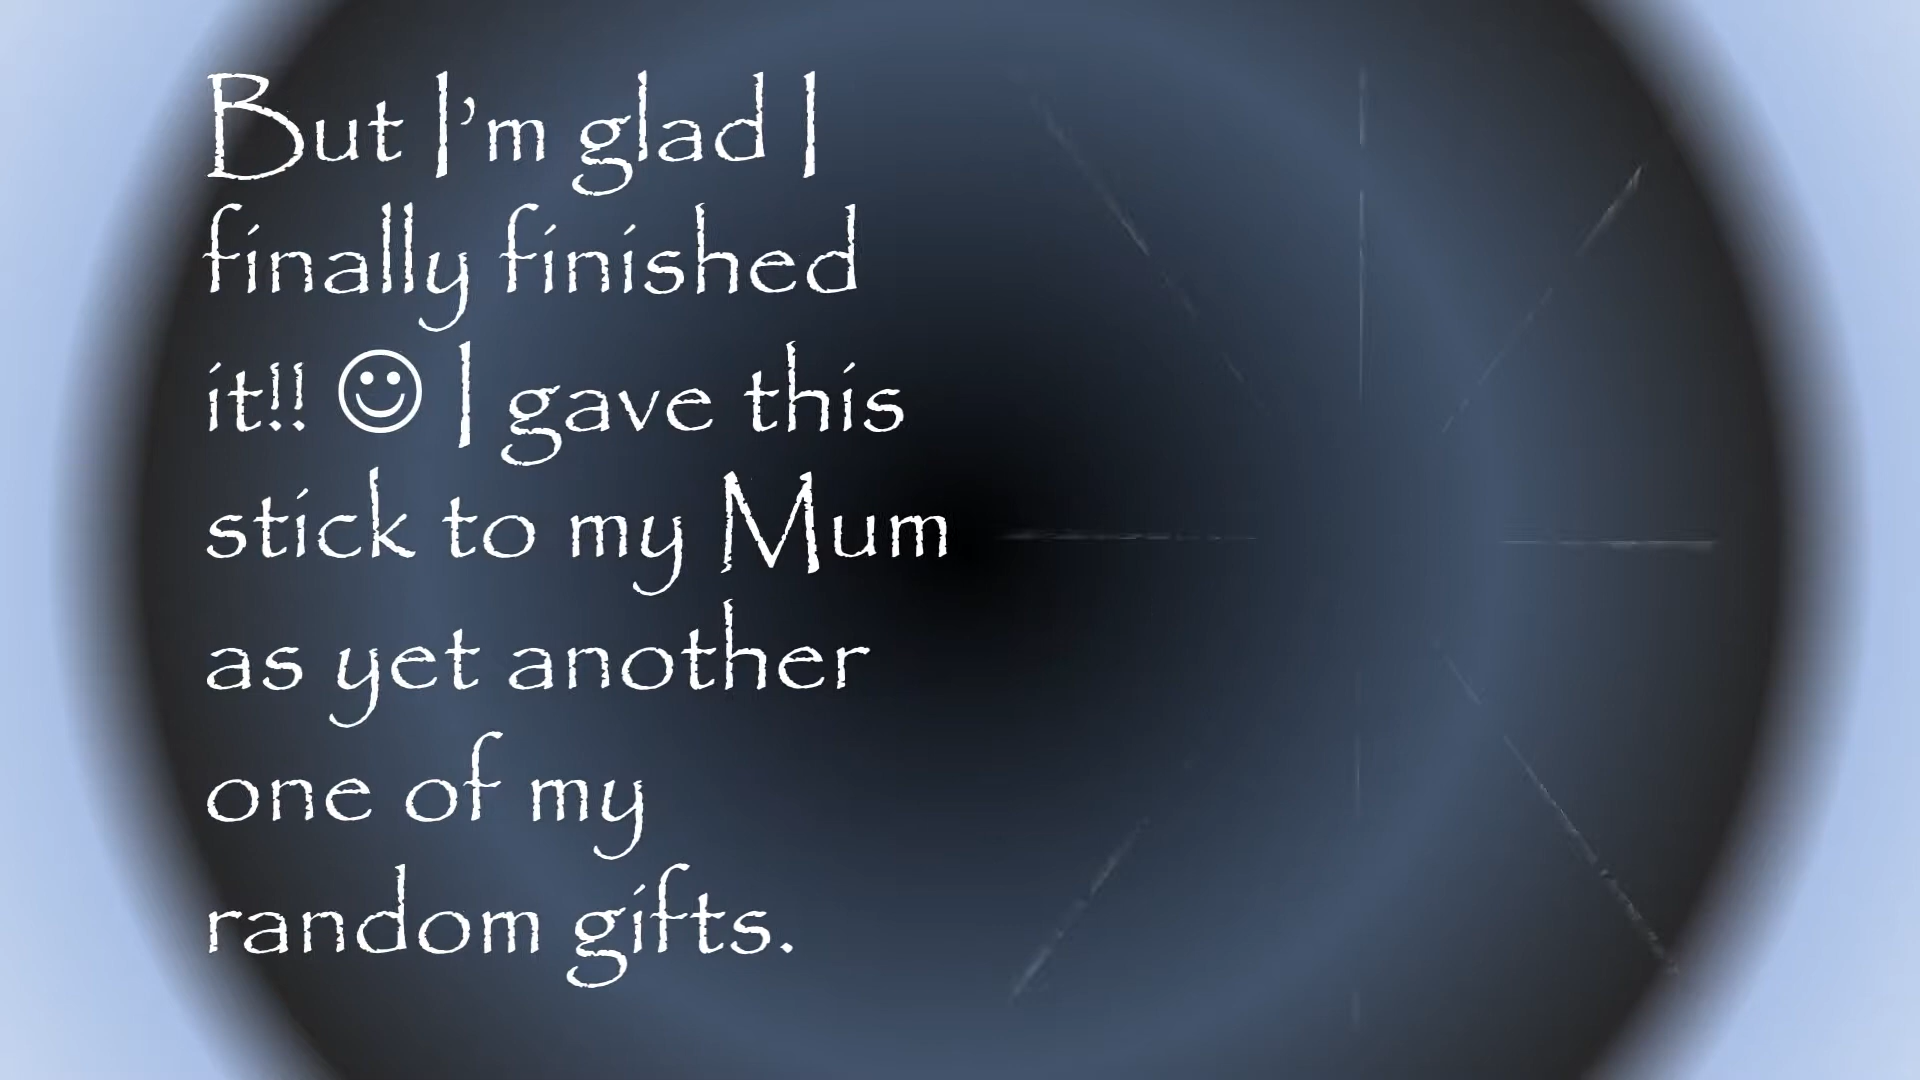 But I’m glad I
finally finished
it!! ☺ I gave this
stick to my Mum
as yet another
one of my
random gifts.